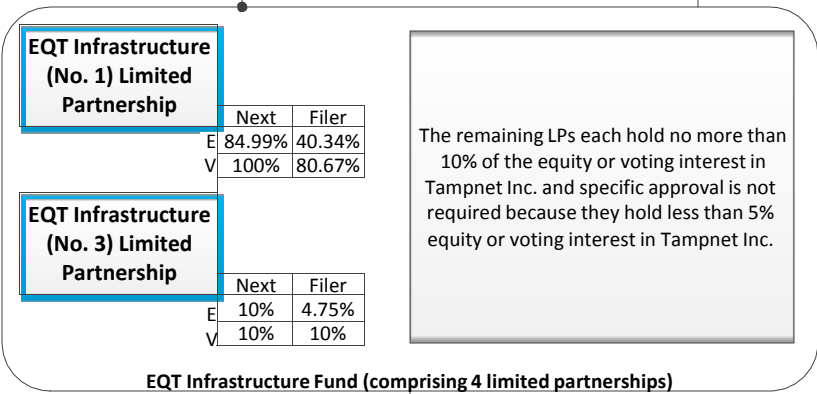 EQT Infrastructure
(No. 1) Limited
Partnership
Next Filer
E 84.99% 40.34%
V 100% 80.67%
EQT Infrastructure
(No. 3) Limited
Partnership
Next Filer
E 10% 4.75%
V 10% 10%
The remaining LPs each hold no more than
10% of the equity or voting interest in
Tampnet Inc. and specific approval is not
required because they hold less than 5%
equity or voting interest in Tampnet Inc.
EQT Infrastructure Fund (comprising 4 limited partnerships)